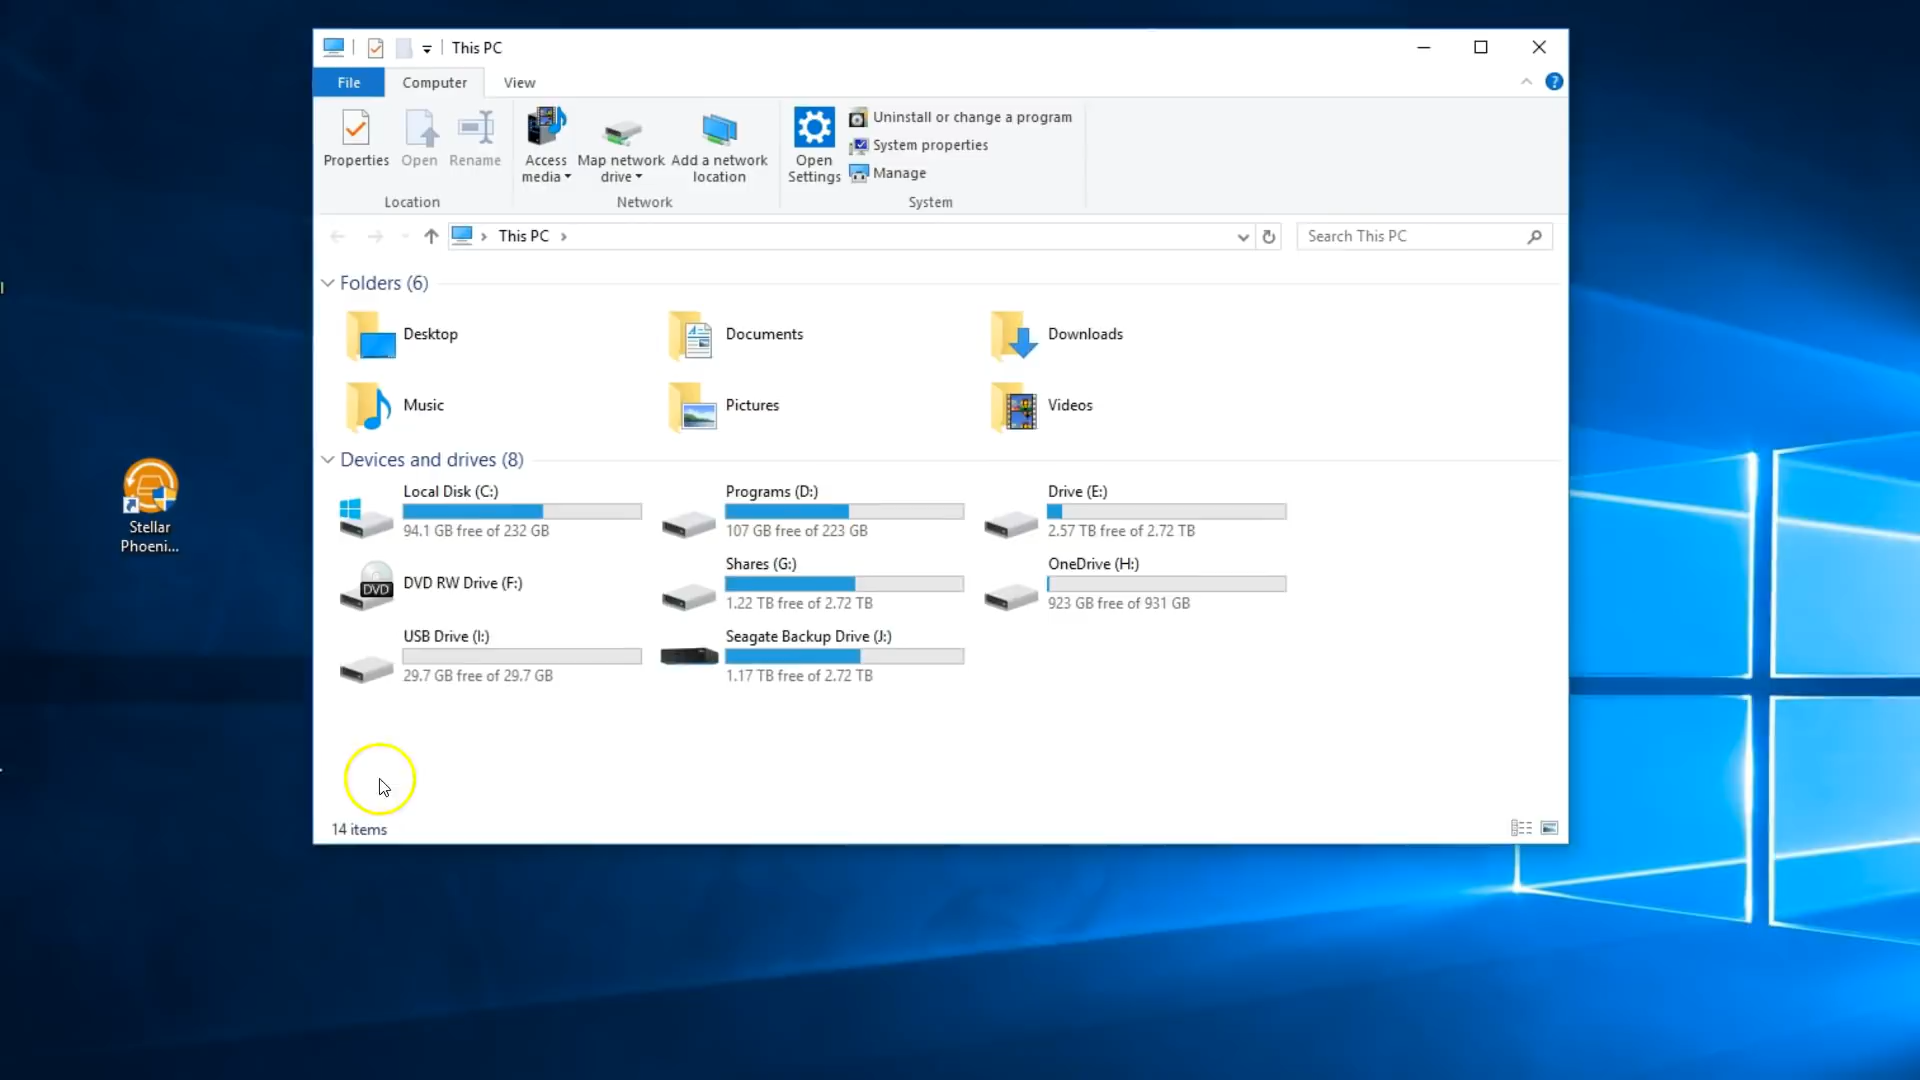 This PC
File
Computer
View
Properties
Open
Rename
Access
media
Map network
drive
Add a network
location
Open
Settings
Uninstall or change a program
System properties
Manage
Location
Network
System
This PC
Search This PC
Folders (6)
Desktop
Documents
Downloads
Music
Pictures
Videos
Devices and drives (8)
Local Disk (C:)
94.1 GB free of 232 GB
Programs (D:)
107 GB free of 223 GB
Drive (E:)
2.57 TB free of 2.72 TB
DVD
DVD RW Drive (F:)
Shares (G:)
1.22 TB free of 2.72 TB
OneDrive (H:)
923 GB free of 931 GB
USB Drive (I:)
29.7 GB free of 29.7 GB
Seagate Backup Drive (J:)
1.17 TB free of 2.72 TB
14 items
Stellar
Phoeni...